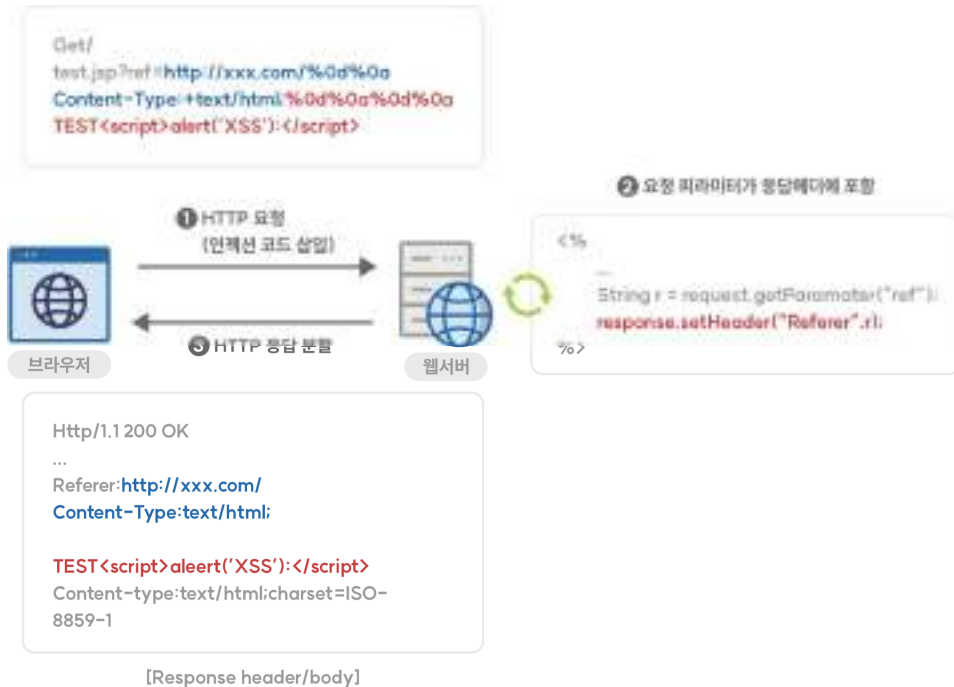 Get/
test.jsp?ref=http://xxx.com/%0d%0a
Content-Type:+text/html;%0d%0a%0d%0a
TEST<script>alert('XSS');</script>
❷ 요청 파라미터가 응답헤더에 포함
❶ HTTP 요청
(인젝션 코드 삽입)
<%
...
String r = request.getParamater("ref");
response.setHeader("Referer",r);
%>
❸ HTTP 응답 분할
브라우저
웹서버
Http/1.1 200 OK
...
Referer:http://xxx.com/
Content-Type:text/html;
TEST<script>aleert('XSS'):</script>
Content-type:text/html;charset=ISO-
8859-1
[Response header/body]